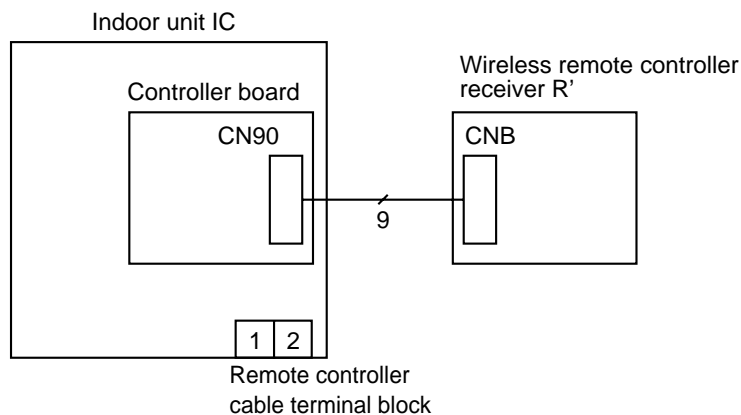 Indoor unit IC
Wireless remote controller
receiver R’
Controller board
CN90
CNB
9
1 2
Remote controller
cable terminal block